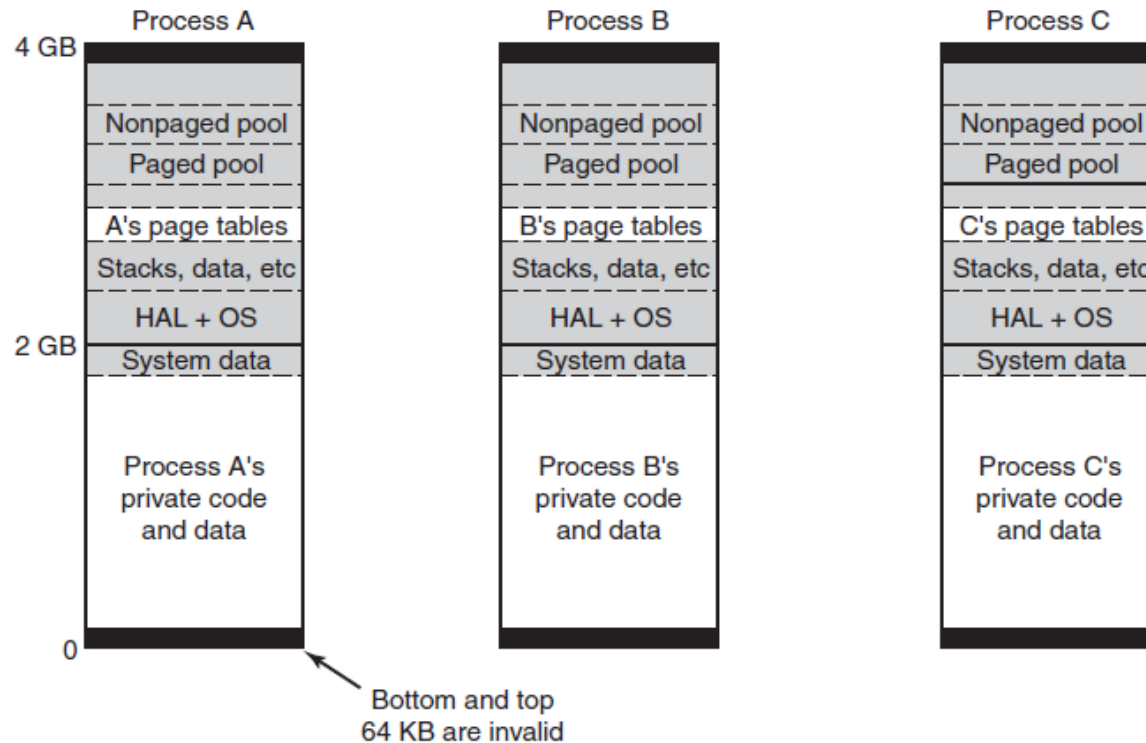 Process A
Process B
Process C
4 GB
Nonpaged pool
Nonpaged pool
Nonpaged pool
Paged pool
Paged pool
Paged pool
A's page tables
B's page tables
C's page tables
Stacks, data, etc
Stacks, data, etc
Stacks, data, etc
HAL + OS
HAL + OS
HAL + OS
2 GB
System data
System data
System data
Process A's
private code
and data
Process B's
private code
and data
Process C's
private code
and data
0
Bottom and top
64 KB are invalid